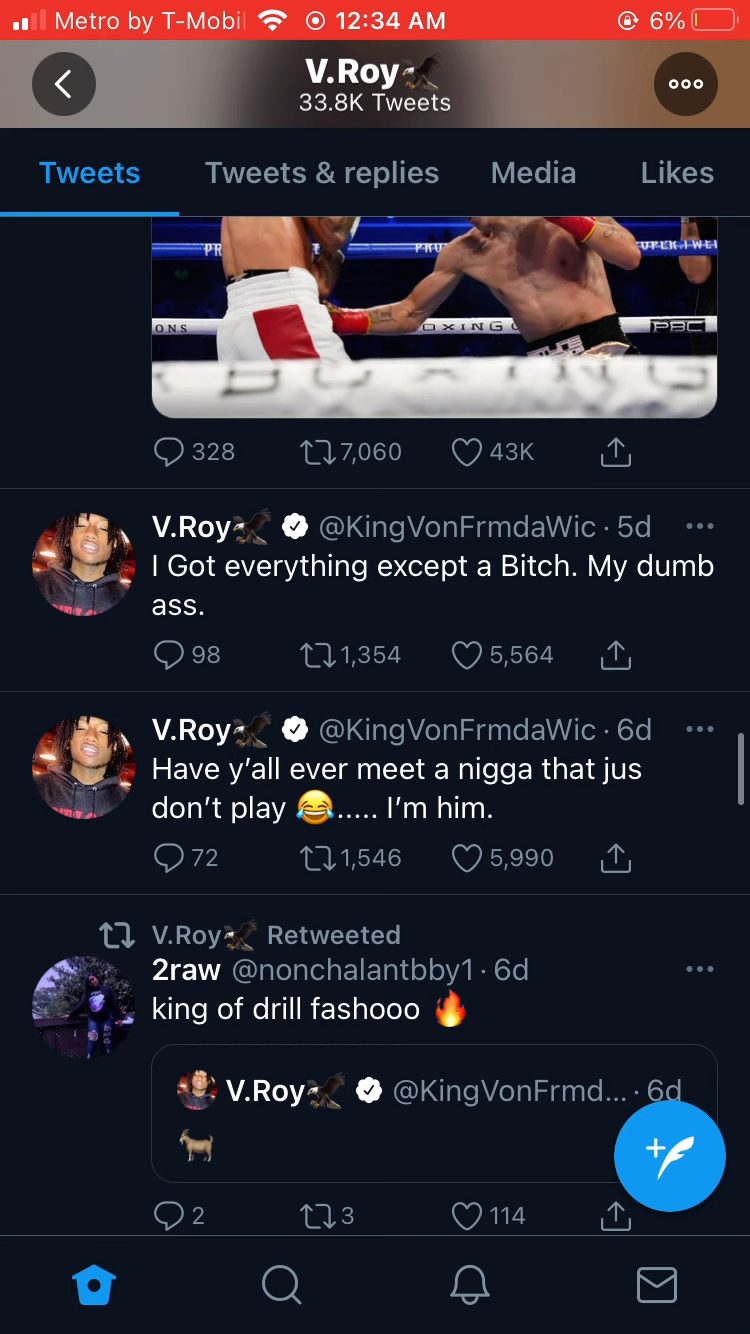 Metro by T-Mobil 12:34 AM 6%
V.Roy🦅
33.8K Tweets
Tweets Tweets & replies Media Likes
PR PRO
ONS OXING PBC
BOXING
328 7,060 43K
V.Roy🦅 @KingVonFrmdaWic · 5d
I Got everything except a Bitch. My dumb
ass.
98 1,354 5,564
V.Roy🦅 @KingVonFrmdaWic · 6d
Have y’all ever meet a nigga that jus
don’t play 😂..... I’m him.
72 1,546 5,990
V.Roy🦅 Retweeted
2raw @nonchalantbby1 · 6d
king of drill fashooo 🔥
V.Roy🦅 @KingVonFrmd... · 6d
🐐
2 3 114